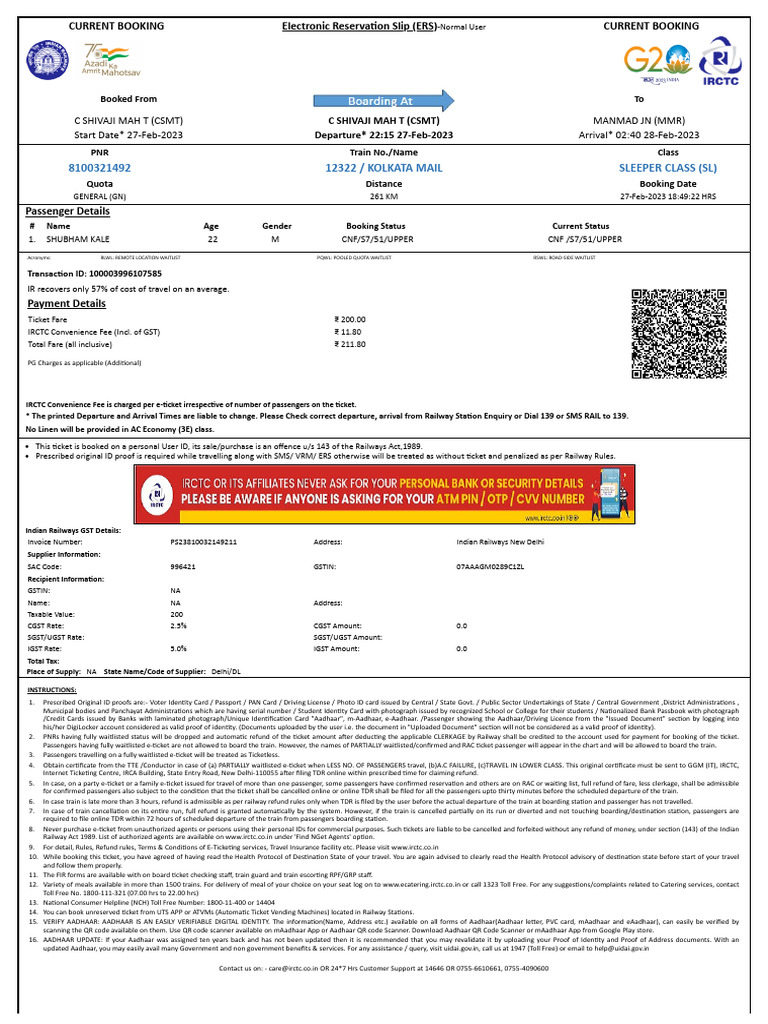 CURRENT BOOKING Electronic Reservation Slip (ERS)-Normal User CURRENT BOOKING
Azadi Ka
Amrit Mahotsav
G20
2023 INDIA
IRCTC
Booked From Boarding At To
C SHIVAJI MAH T (CSMT) C SHIVAJI MAH T (CSMT) MANMAD JN (MMR)
Start Date* 27-Feb-2023 Departure* 22:15 27-Feb-2023 Arrival* 02:40 28-Feb-2023
PNR Train No./Name Class
8100321492 12322 / KOLKATA MAIL SLEEPER CLASS (SL)
Quota Distance Booking Date
GENERAL (GN) 261 KM 27-Feb-2023 18:49:22 HRS
Passenger Details
# Name Age Gender Booking Status Current Status
1. SHUBHAM KALE 22 M CNF/S7/51/UPPER CNF /S7/51/UPPER
Acronyms: RLWL: REMOTE LOCATION WAITLIST PQWL: POOLED QUOTA WAITLIST RSWL: ROAD-SIDE WAITLIST
Transaction ID: 100003996107585
IR recovers only 57% of cost of travel on an average.
Payment Details
Ticket Fare ₹ 200.00
IRCTC Convenience Fee (Incl. of GST) ₹ 11.80
Total Fare (all inclusive) ₹ 211.80
PG Charges as applicable (Additional)
IRCTC Convenience Fee is charged per e-ticket irrespective of number of passengers on the ticket.
* The printed Departure and Arrival Times are liable to change. Please Check correct departure, arrival from Railway Station Enquiry or Dial 139 or SMS RAIL to 139.
No Linen will be provided in AC Economy (3E) class.
• This ticket is booked on a personal User ID, its sale/purchase is an offence u/s 143 of the Railways Act,1989.
• Prescribed original ID proof is required while travelling along with SMS/ VRM/ ERS otherwise will be treated as without ticket and penalized as per Railway Rules.
IRCTC OR ITS AFFILIATES NEVER ASK FOR YOUR PERSONAL BANK OR SECURITY DETAILS
PLEASE BE AWARE IF ANYONE IS ASKING FOR YOUR ATM PIN / OTP / CVV NUMBER
IRCTC
www.irctc.co.in
Indian Railways GST Details:
Invoice Number: PS23810032149211 Address: Indian Railways New Delhi
Supplier Information:
SAC Code: 996421 GSTIN: 07AAAGM0289C1ZL
Recipient Information:
GSTIN: NA
Name: NA Address:
Taxable Value: 200
CGST Rate: 2.5% CGST Amount: 0.0
SGST/UGST Rate: SGST/UGST Amount:
IGST Rate: 5.0% IGST Amount: 0.0
Total Tax:
Place of Supply: NA State Name/Code of Supplier: Delhi/DL
INSTRUCTIONS:
1. Prescribed Original ID proofs are:- Voter Identity Card / Passport / PAN Card / Driving License / Photo ID card issued by Central / State Govt. / Public Sector Undertakings of State / Central Government ,District Administrations ,
Municipal bodies and Panchayat Administrations which are having serial number / Student Identity Card with photograph issued by recognized School or College for their students / Nationalized Bank Passbook with photograph
/Credit Cards issued by Banks with laminated photograph/Unique Identification Card "Aadhaar", m-Aadhaar, e-Aadhaar. /Passenger showing the Aadhaar/Driving Licence from the "Issued Document" section by logging into
his/her DigiLocker account considered as valid proof of identity. (Documents uploaded by the user i.e. the document in "Uploaded Document" section will not be considered as a valid proof of identity).
2. PNRs having fully waitlisted status will be dropped and automatic refund of the ticket amount after deducting the applicable CLERKAGE by Railway shall be credited to the account used for payment for booking of the ticket.
Passengers having fully waitlisted e-ticket are not allowed to board the train. However, the names of PARTIALLY waitlisted/confirmed and RAC ticket passenger will appear in the chart and will be allowed to board the train.
3. Passengers travelling on a fully waitlisted e-ticket will be treated as Ticketless.
4. Obtain certificate from the TTE /Conductor in case of (a) PARTIALLY waitlisted e-ticket when LESS NO. OF PASSENGERS travel, (b)A.C FAILURE, (c)TRAVEL IN LOWER CLASS. This original certificate must be sent to GGM (IT), IRCTC,
Internet Ticketing Centre, IRCA Building, State Entry Road, New Delhi-110055 after filing TDR online within prescribed time for claiming refund.
5. In case, on a party e-ticket or a family e-ticket issued for travel of more than one passenger, some passengers have confirmed reservation and others are on RAC or waiting list, full refund of fare, less clerkage, shall be admissible
for confirmed passengers also subject to the condition that the ticket shall be cancelled online or online TDR shall be filed for all the passengers upto thirty minutes before the scheduled departure of the train.
6. In case train is late more than 3 hours, refund is admissible as per railway refund rules only when TDR is filed by the user before the actual departure of the train at boarding station and passenger has not travelled.
7. In case of train cancellation on its entire run, full refund is granted automatically by the system. However, if the train is cancelled partially on its run or diverted and not touching boarding/destination station, passengers are
required to file online TDR within 72 hours of scheduled departure of the train from passengers boarding station.
8. Never purchase e-ticket from unauthorized agents or persons using their personal IDs for commercial purposes. Such tickets are liable to be cancelled and forfeited without any refund of money, under section (143) of the Indian
Railway Act 1989. List of authorized agents are available on www.irctc.co.in under 'Find NGet Agents' option.
9. For detail, Rules, Refund rules, Terms & Conditions of E-Ticketing services, Travel Insurance facility etc. Please visit www.irctc.co.in
10. While booking this ticket, you have agreed of having read the Health Protocol of Destination State of your travel. You are again advised to clearly read the Health Protocol advisory of destination state before start of your travel
and follow them properly.
11. The FIR forms are available with on board ticket checking staff, train guard and train escorting RPF/GRP staff.
12. Variety of meals available in more than 1500 trains. For delivery of meal of your choice on your seat log on to www.ecatering.irctc.co.in or call 1323 Toll Free. For any suggestions/complaints related to Catering services, contact
Toll Free No. 1800-111-321 (07.00 hrs to 22.00 hrs)
13. National Consumer Helpline (NCH) Toll Free Number: 1800-11-400 or 14404
14. You can book unreserved ticket from UTS APP or ATVMs (Automatic Ticket Vending Machines) located in Railway Stations.
15. VERIFY AADHAAR: AADHAAR IS AN EASILY VERIFIABLE DIGITAL IDENTITY. The information(Name, Address etc.) available on all forms of Aadhaar(Aadhaar letter, PVC card, mAadhaar and eAadhaar), can easily be verified by
scanning the QR code available on them. Use QR code scanner available on mAadhaar App or Aadhaar QR code Scanner. Download Aadhaar QR Code Scanner or mAadhaar App from Google Play store.
16. AADHAAR UPDATE: If your Aadhaar was assigned ten years back and has not been updated then it is recommended that you may revalidate it by uploading your Proof of Identity and Proof of Address documents. With an
updated Aadhaar, you may easily avail many Government and non government benefits & services. For any assistance / query, visit uidai.gov.in, call us at 1947 (Toll Free) or email to help@uidai.gov.in
Contact us on: - care@irctc.co.in OR 24*7 Hrs Customer Support at 14646 OR 0755-6610661, 0755-4090600